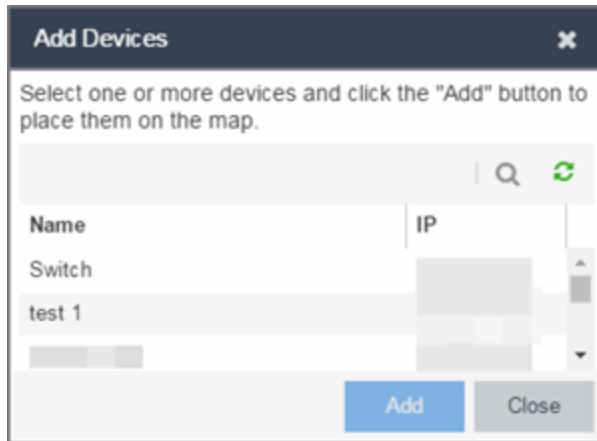 Add Devices
Select one or more devices and click the "Add" button to
place them on the map.
Name IP
Switch
test 1
Add Close